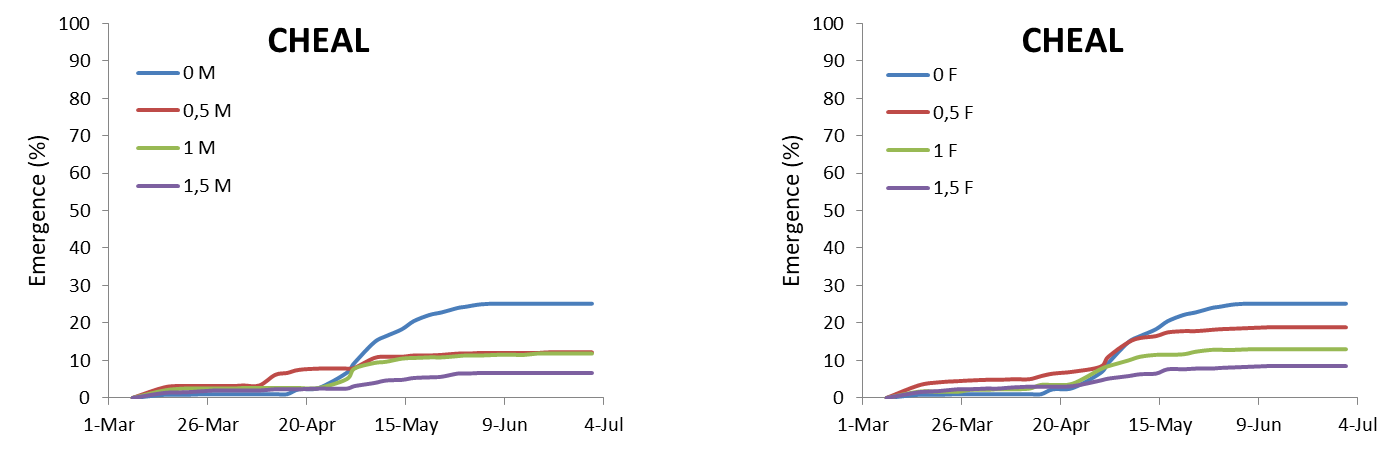 CHEAL
Emergence (%)
100
90
80
70
60
50
40
30
20
10
0
0 M
0,5 M
1 M
1,5 M
1-Mar 26-Mar 20-Apr 15-May 9-Jun 4-Jul
CHEAL
Emergence (%)
100
90
80
70
60
50
40
30
20
10
0
0 F
0,5 F
1 F
1,5 F
1-Mar 26-Mar 20-Apr 15-May 9-Jun 4-Jul